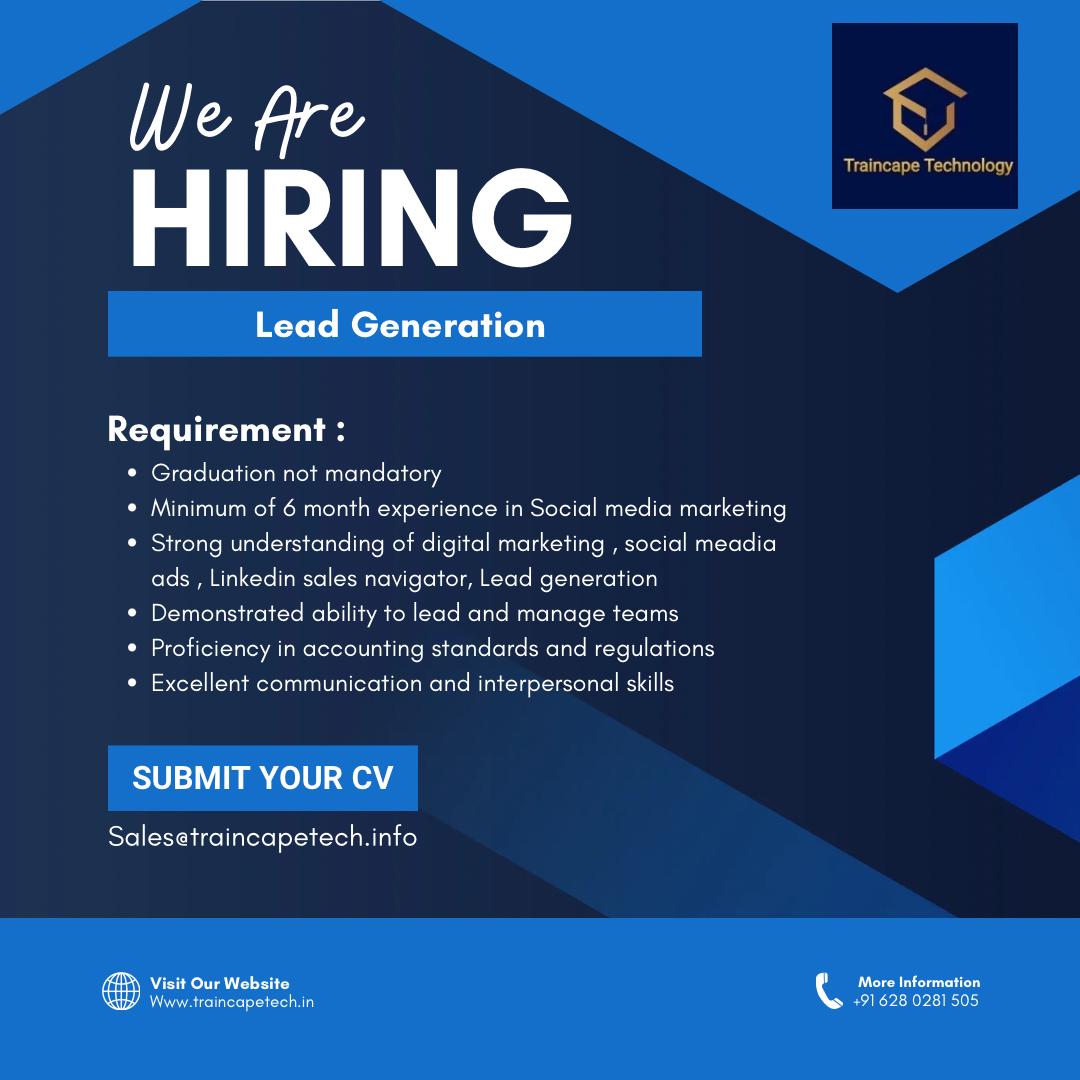 We Are
HIRING
Traincape Technology
Lead Generation
Requirement :
• Graduation not mandatory
• Minimum of 6 month experience in Social media marketing
• Strong understanding of digital marketing , social meadia
ads , Linkedin sales navigator, Lead generation
• Demonstrated ability to lead and manage teams
• Proficiency in accounting standards and regulations
• Excellent communication and interpersonal skills
SUBMIT YOUR CV
Sales@traincapetech.info
Visit Our Website
Www.traincapetech.in
More Information
+91 628 0281 505